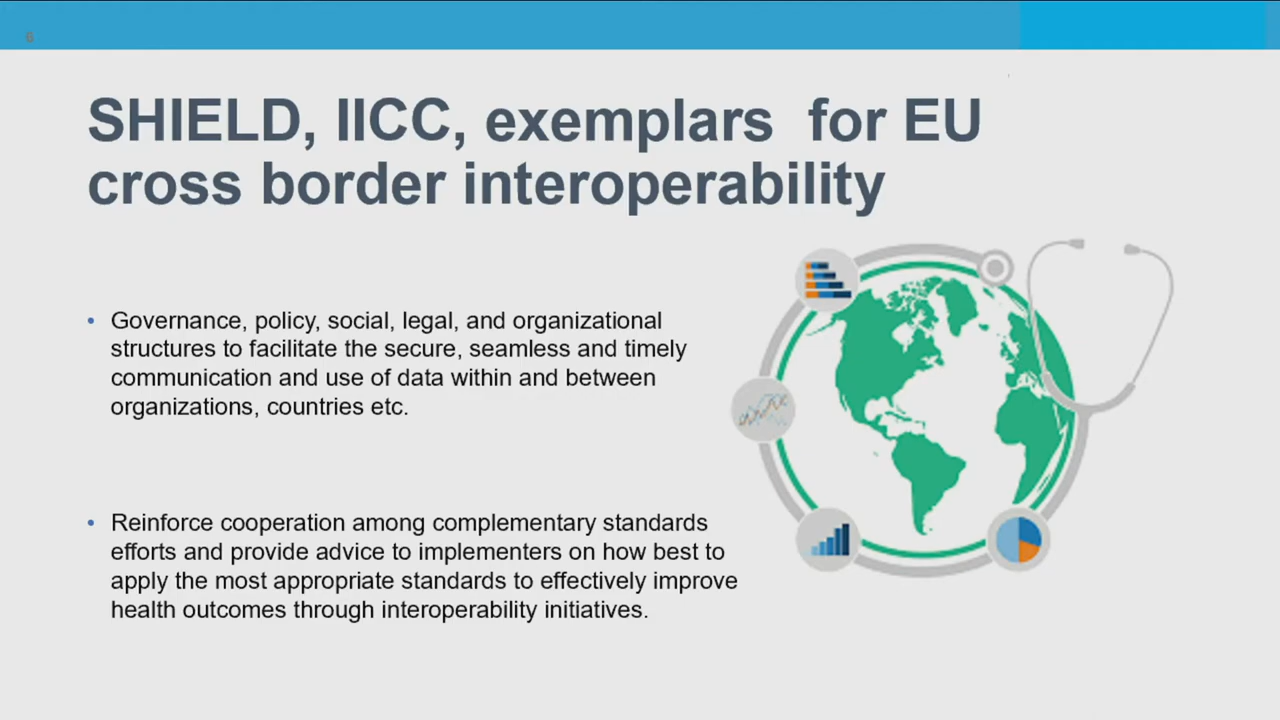 6
SHIELD, IICC, exemplars for EU
cross border interoperability
• Governance, policy, social, legal, and organizational
structures to facilitate the secure, seamless and timely
communication and use of data within and between
organizations, countries etc.
• Reinforce cooperation among complementary standards
efforts and provide advice to implementers on how best to
apply the most appropriate standards to effectively improve
health outcomes through interoperability initiatives.